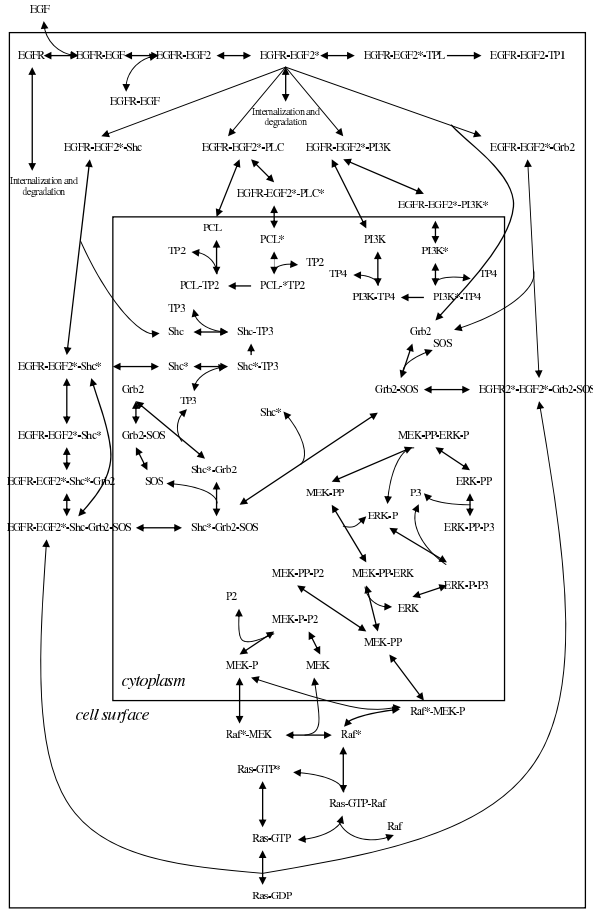 EGF
EGFR
EGFR-EGF
EGFR-EGF2
EGFR-EGF2*
EGFR-EGF2*-TPL
EGFR-EGF2-TP1
EGFR-EGF
Internalization and
degradation
EGFR-EGF2*-Shc
EGFR-EGF2*-PLC
EGFR-EGF2*-PI3K
EGFR-EGF2*-Grb2
Internalization and
degradation
EGFR-EGF2*-PLC*
EGFR-EGF2*-PI3K*
PCL
PCL*
PI3K
PI3K*
TP2
TP2
TP4
TP4
PCL-TP2
PCL-*TP2
PI3K-TP4
PI3K*-TP4
TP3
Shc
Shc-TP3
Grb2
SOS
EGFR-EGF2*-Shc*
Shc*
Shc*-TP3
Grb2
TP3
Grb2-SOS
EGFR2*-EGF2*-Grb2-SOS
Shc*
EGFR-EGF2*-Shc*
Grb2-SOS
MEK-PP-ERK-P
EGFR-EGF2*-Shc*-Grb2
SOS
Shc*-Grb2
MEK-PP
P3
ERK-PP
EGFR-EGF2*-Shc-Grb2-SOS
Shc*-Grb2-SOS
ERK-P
ERK-PP-P3
MEK-PP-P2
MEK-PP-ERK
ERK-P-P3
P2
ERK
MEK-P-P2
MEK-PP
MEK-P
MEK
cytoplasm
cell surface
Raf*-MEK-P
Raf*-MEK
Raf*
Ras-GTP*
Ras-GTP-Raf
Raf
Ras-GTP
Ras-GDP